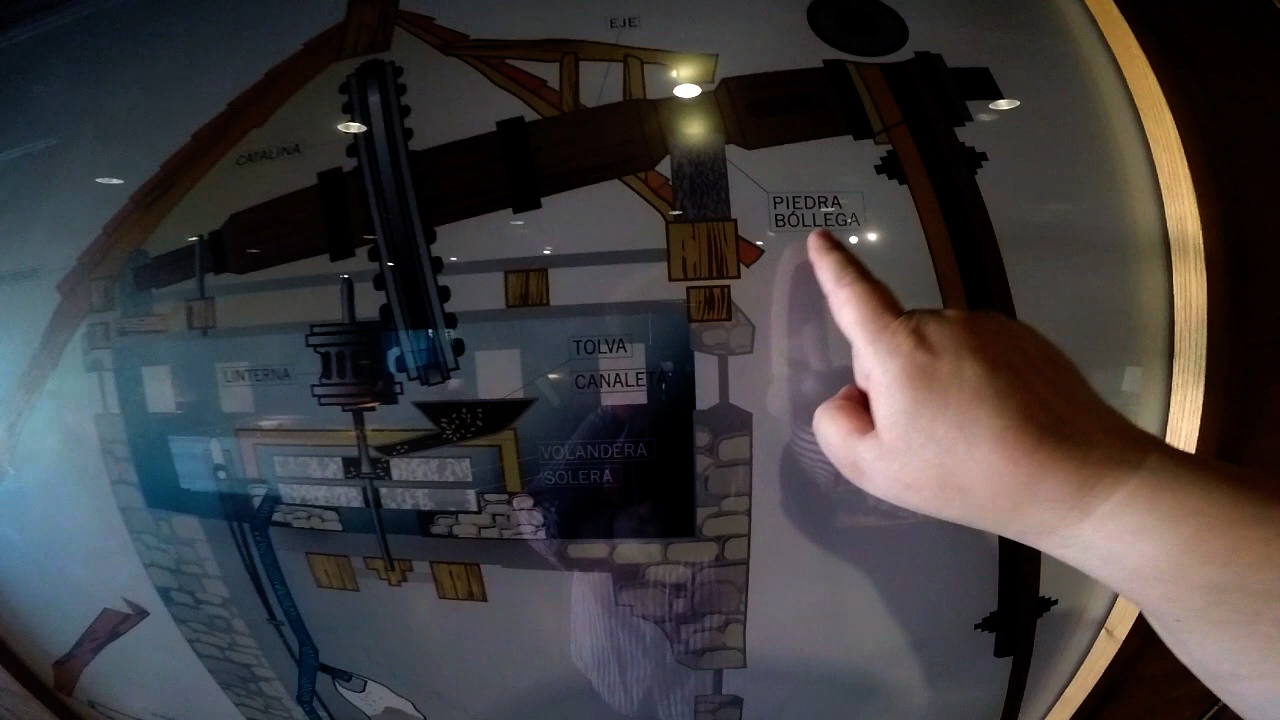 EJE
CATALINA
PIEDRA
BÓLLEGA
TOLVA
LINTERNA
CANALETA
VOLANDERA
SOLERA